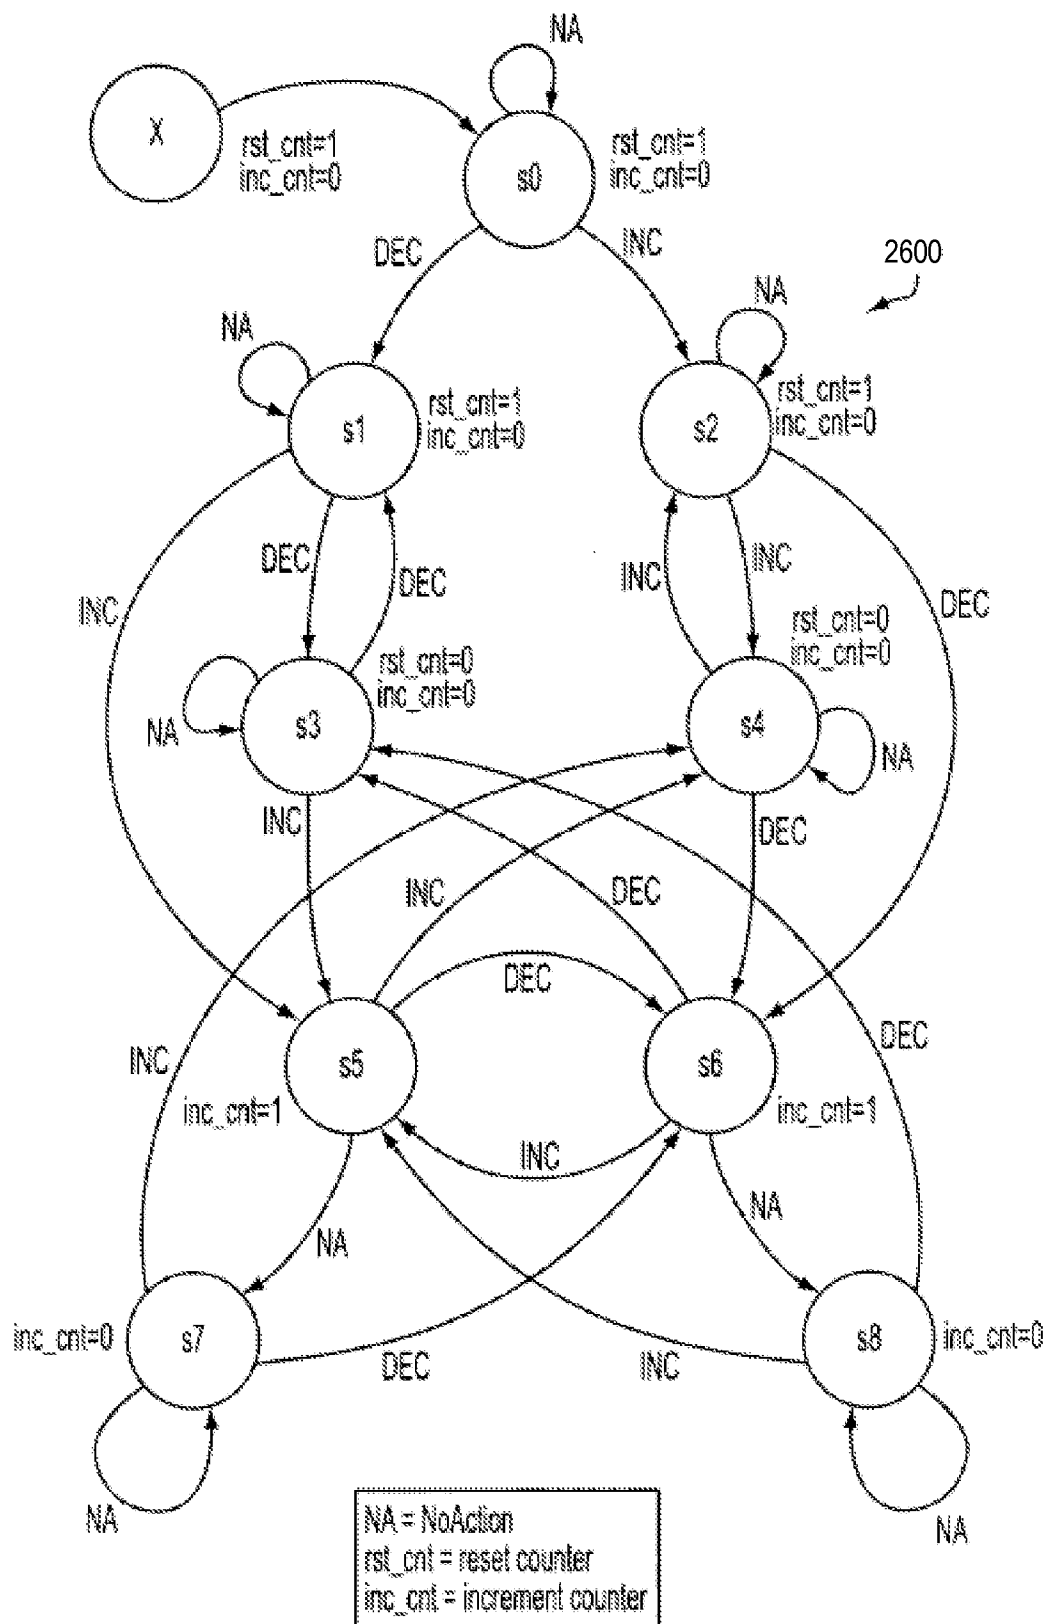 NA
X
rst_cnt=1
inc_cnt=0
s0
rst_cnt=1
inc_cnt=0
DEC
INC
2600
NA
NA
s1
rst_cnt=1
inc_cnt=0
s2
rst_cnt=1
inc_cnt=0
INC
DEC
DEC
INC
INC
DEC
rst_cnt=0
inc_cnt=0
rst_cnt=0
inc_cnt=0
NA
s3
s4
NA
INC
DEC
INC
DEC
DEC
INC
DEC
s5
s6
inc_cnt=1
inc_cnt=1
INC
NA
NA
inc_cnt=0
s7
s8
inc_cnt=0
DEC
INC
NA
NA
NA = NoAction
rst_cnt = reset counter
inc_cnt = increment counter